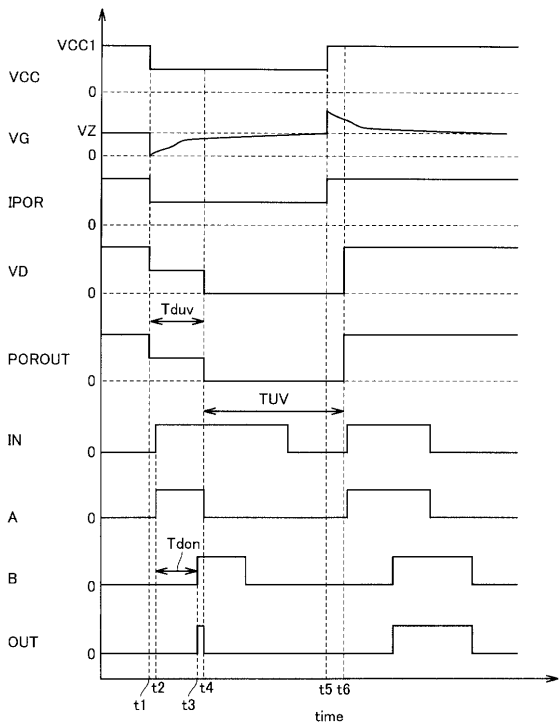 VCC1
VCC
0
VZ
VG
0
IPOR
0
VD
0
Tduv
POROUT
0
TUV
IN
0
A
0
Tdon
B
0
OUT
0
t1 t2 t3 t4 t5 t6
time